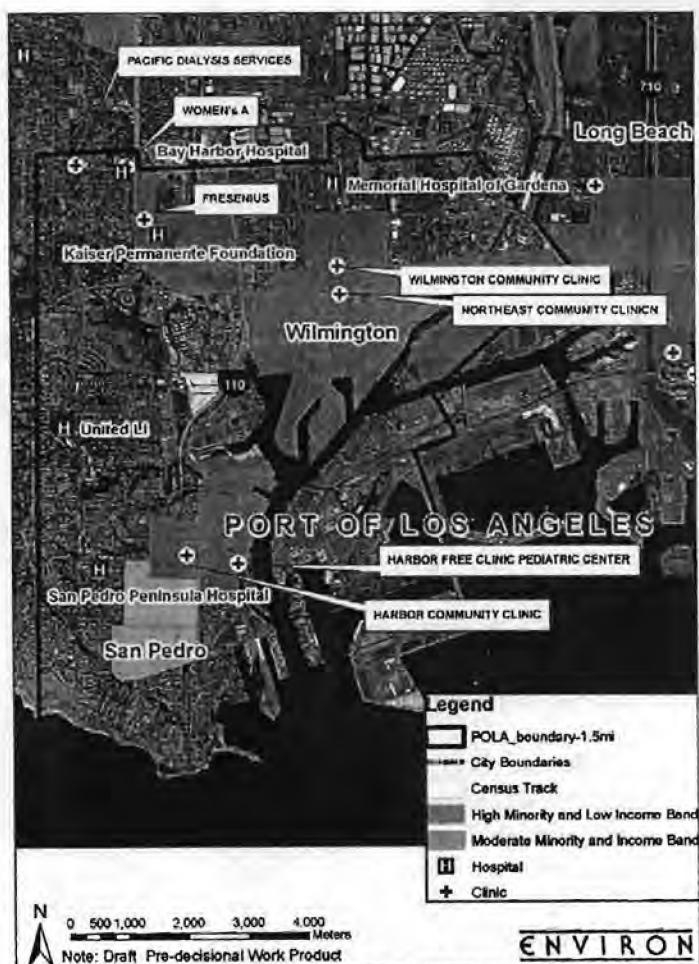 PACIFIC DIALYSIS SERVICES
710
WOMEN'S A
Long Beach
Bay Harbor Hospital
Memorial Hospital of Gardena
FRESENIUS
Kaiser Permanente Foundation
WILMINGTON COMMUNITY CLINIC
NORTHEAST COMMUNITY CLINICN
Wilmington
110
United LI
PORT OF LOS ANGELES
HARBOR FREE CLINIC PEDIATRIC CENTER
San Pedro Peninsula Hospital
HARBOR COMMUNITY CLINIC
San Pedro
Legend
POLA_boundary-1.5mi
City Boundaries
Census Track
High Minority and Low Income Band
Moderate Minority and Income Band
H Hospital
+ Clinic
N
0 500 1,000 2,000 3,000 4,000
Meters
Note: Draft Pre-decisional Work Product
ENVIRON